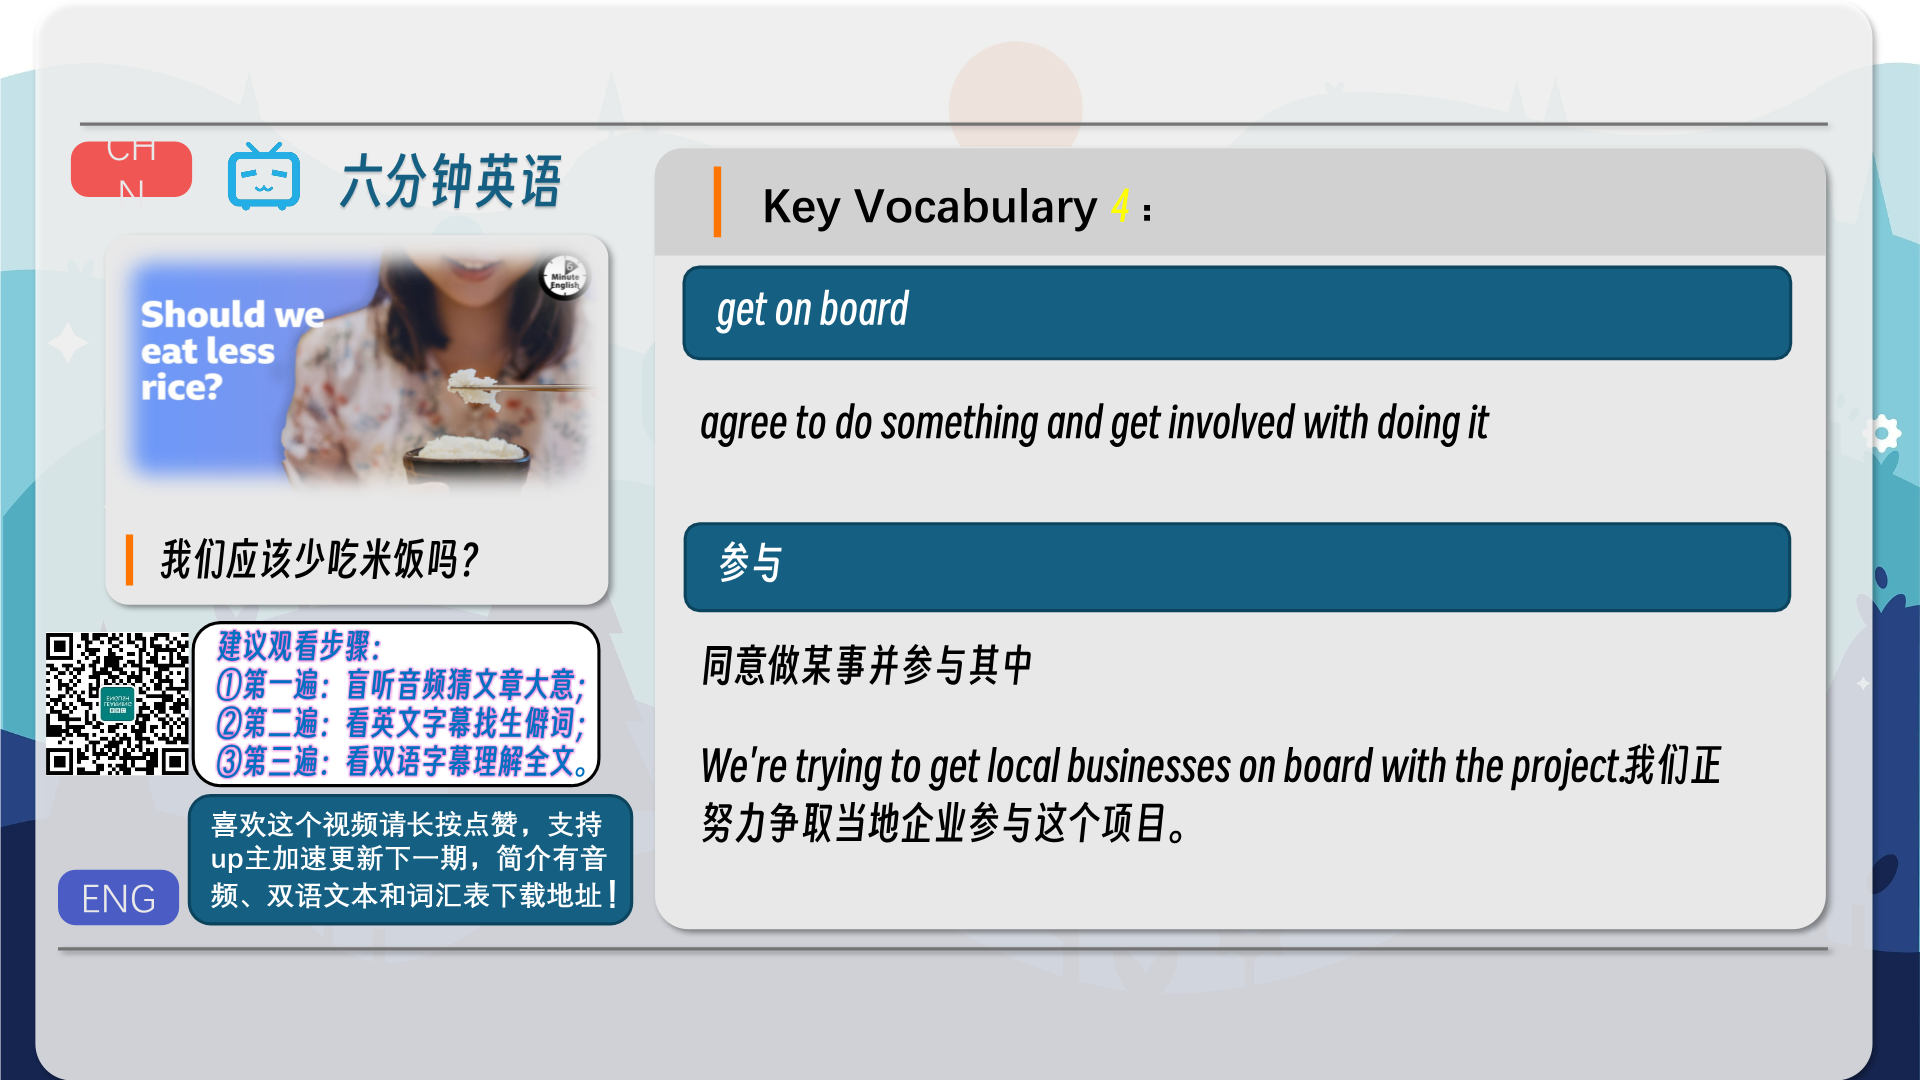 CH
N
六分钟英语
Should we
eat less
rice?
6
Minute
English
我们应该少吃米饭吗?
建议观看步骤:
①第一遍: 盲听音频猜文章大意;
②第二遍: 看英文字幕找生僻词;
③第三遍: 看双语字幕理解全文。
喜欢这个视频请长按点赞，支持
up主加速更新下一期，简介有音
频、双语文本和词汇表下载地址！
ENG
Key Vocabulary 4：
get on board
agree to do something and get involved with doing it
参与
同意做某事并参与其中
We're trying to get local businesses on board with the project.我们正
努力争取当地企业参与这个项目。